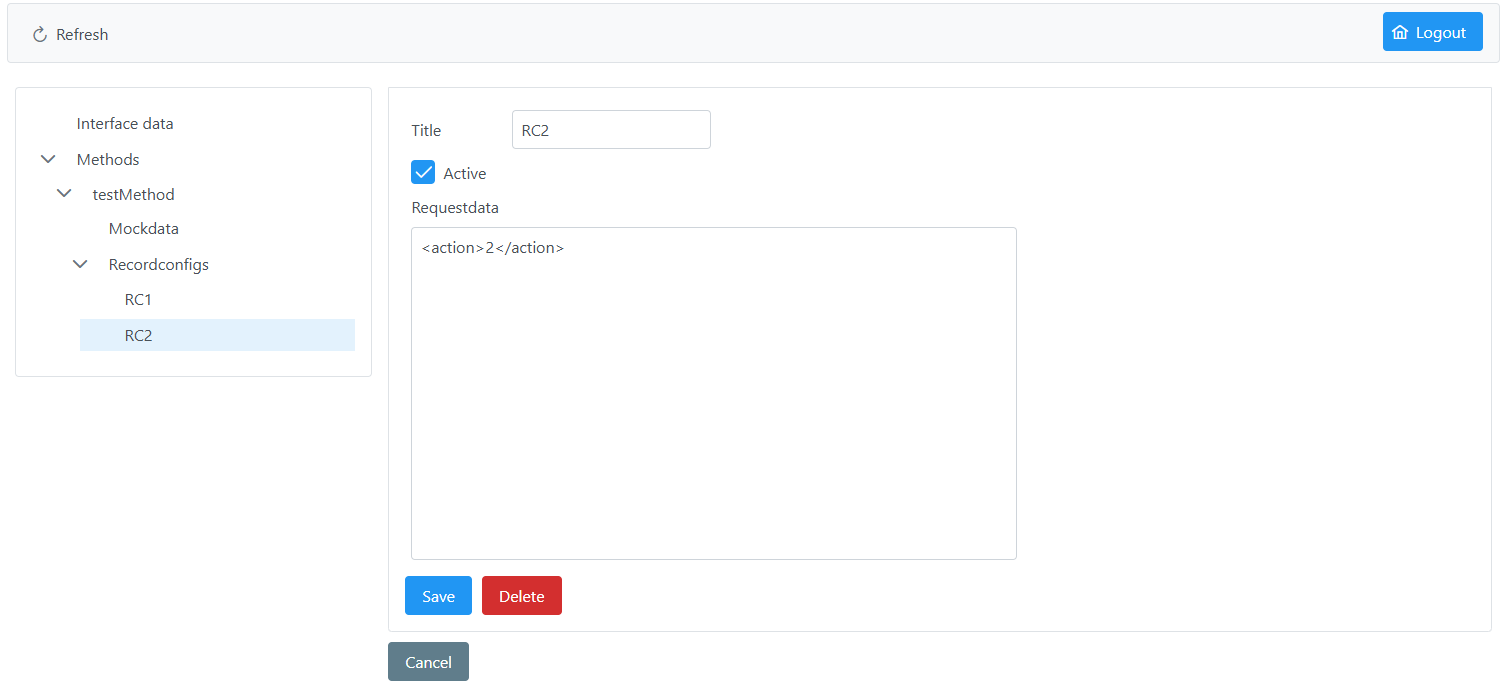 Refresh
Logout
Interface data
Methods
testMethod
Mockdata
Recordconfigs
RC1
RC2
Title
RC2
Active
Requestdata
<action>2</action>
Save
Delete
Cancel